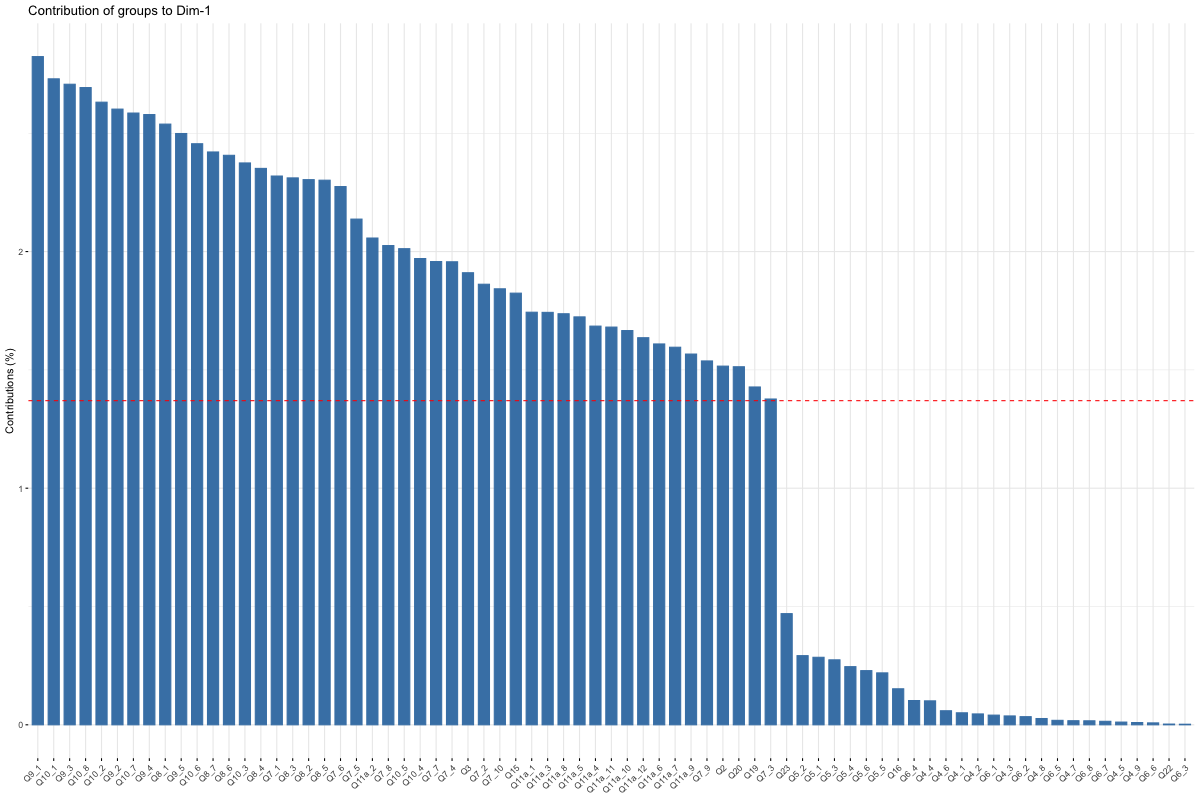 Contribution of groups to Dim-1
Contributions (%)
2
1
0
Q9_1
Q10_1
Q9_3
Q10_8
Q10_2
Q9_2
Q10_7
Q9_4
Q8_1
Q9_5
Q10_6
Q8_7
Q8_6
Q10_3
Q8_4
Q7_1
Q8_3
Q8_2
Q8_5
Q7_6
Q7_5
Q11a_2
Q7_8
Q10_5
Q10_4
Q7_7
Q7_4
Q3
Q7_2
Q7_10
Q15
Q11a_1
Q11a_3
Q11a_8
Q11a_5
Q11a_4
Q11a_11
Q11a_10
Q11a_12
Q11a_6
Q11a_7
Q11a_9
Q7_9
Q2
Q20
Q19
Q7_3
Q23
Q5_2
Q5_1
Q5_3
Q5_4
Q5_6
Q5_5
Q16
Q6_4
Q4_4
Q4_6
Q4_1
Q4_2
Q6_1
Q4_3
Q6_2
Q4_8
Q6_5
Q4_7
Q6_8
Q6_7
Q4_5
Q4_9
Q6_6
Q22
Q6_3